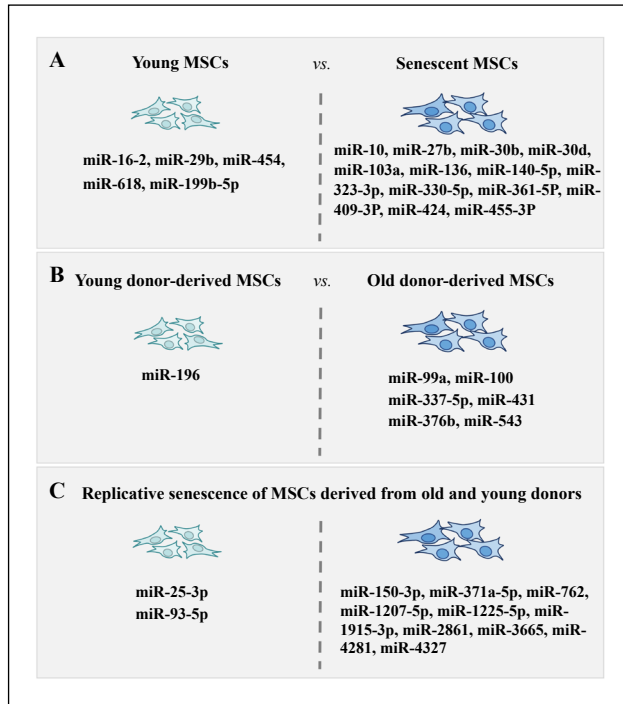 A
Young MSCs vs. Senescent MSCs
miR-16-2, miR-29b, miR-454,
miR-618, miR-199b-5p
miR-10, miR-27b, miR-30b, miR-30d,
miR-103a, miR-136, miR-140-5p, miR-
323-3p, miR-330-5p, miR-361-5P, miR-
409-3P, miR-424, miR-455-3P
B
Young donor-derived MSCs vs. Old donor-derived MSCs
miR-196
miR-99a, miR-100
miR-337-5p, miR-431
miR-376b, miR-543
C
Replicative senescence of MSCs derived from old and young donors
miR-25-3p
miR-93-5p
miR-150-3p, miR-371a-5p, miR-762,
miR-1207-5p, miR-1225-5p, miR-
1915-3p, miR-2861, miR-3665, miR-
4281, miR-4327